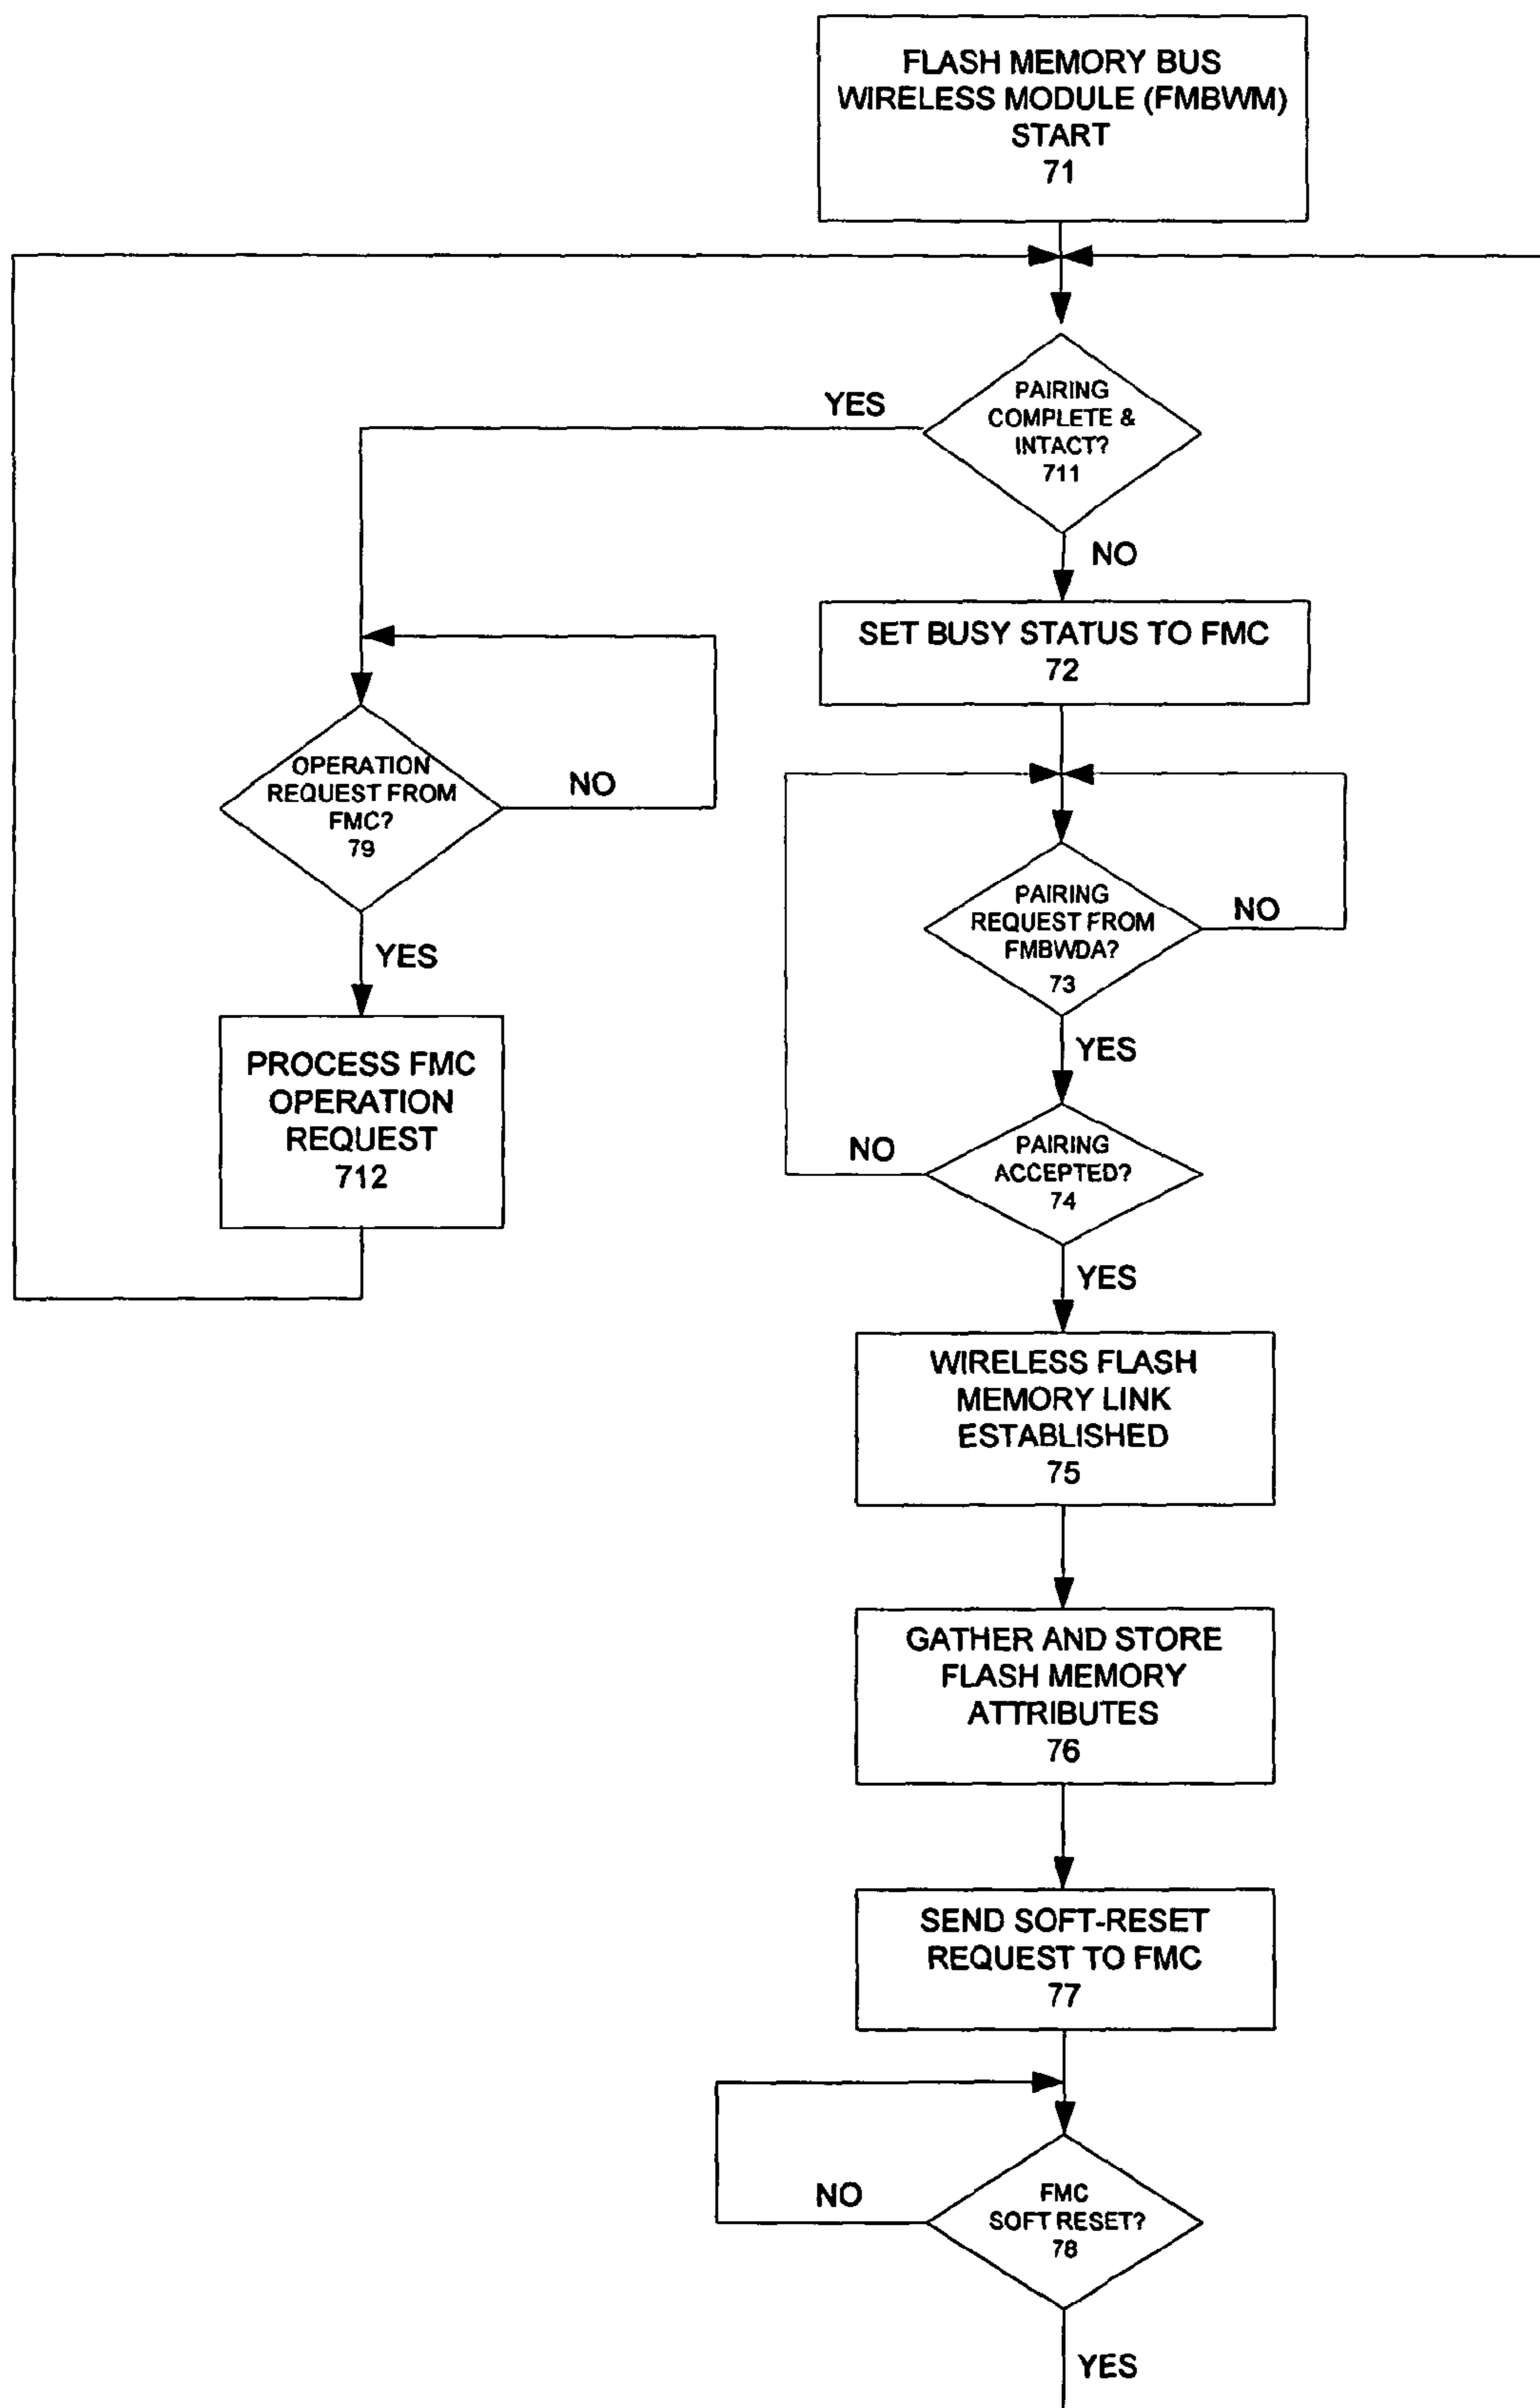 FLASH MEMORY BUS
WIRELESS MODULE (FMBWM)
START
71
PAIRING
COMPLETE &
INTACT?
711
YES
NO
SET BUSY STATUS TO FMC
72
OPERATION
REQUEST FROM
FMC?
79
NO
YES
PROCESS FMC
OPERATION
REQUEST
712
PAIRING
REQUEST FROM
FMBWDA?
73
NO
YES
PAIRING
ACCEPTED?
74
NO
YES
WIRELESS FLASH
MEMORY LINK
ESTABLISHED
75
GATHER AND STORE
FLASH MEMORY
ATTRIBUTES
76
SEND SOFT-RESET
REQUEST TO FMC
77
FMC
SOFT RESET?
78
NO
YES